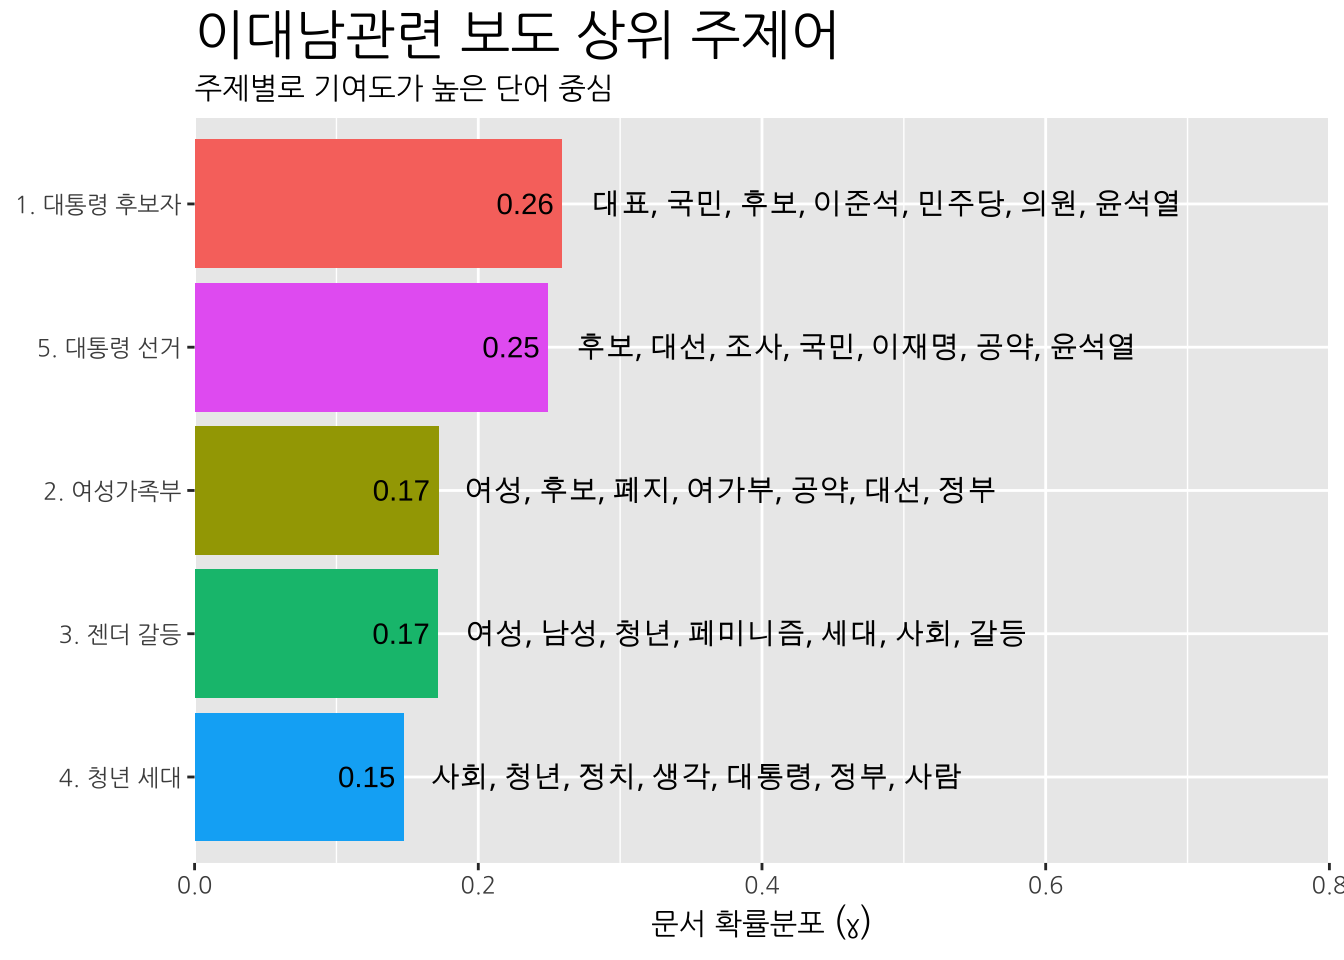 이대남관련 보도 상위 주제어
주제별로 기여도가 높은 단어 중심
1. 대통령 후보자 0.26 대표, 국민, 후보, 이준석, 민주당, 의원, 윤석열
5. 대통령 선거 0.25 후보, 대선, 조사, 국민, 이재명, 공약, 윤석열
2. 여성가족부 0.17 여성, 후보, 폐지, 여가부, 공약, 대선, 정부
3. 젠더 갈등 0.17 여성, 남성, 청년, 페미니즘, 세대, 사회, 갈등
4. 청년 세대 0.15 사회, 청년, 정치, 생각, 대통령, 정부, 사람
0.0 0.2 0.4 0.6 0.8
문서 확률분포 (γ)